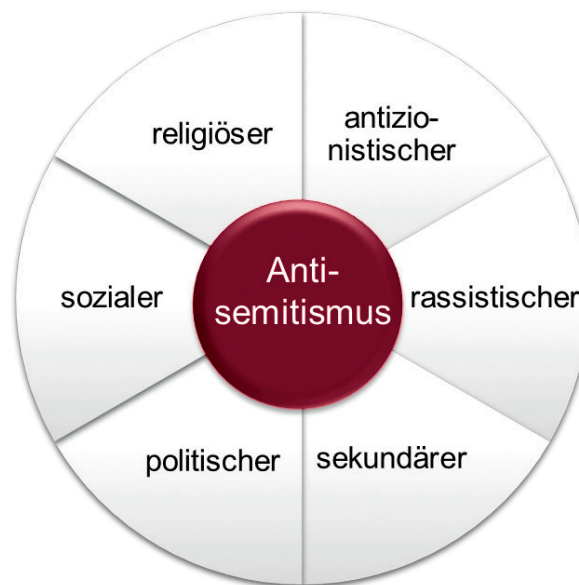 religiöser
antizio-
nistischer
Anti-
semitismus
sozialer
rassistischer
politischer
sekundärer